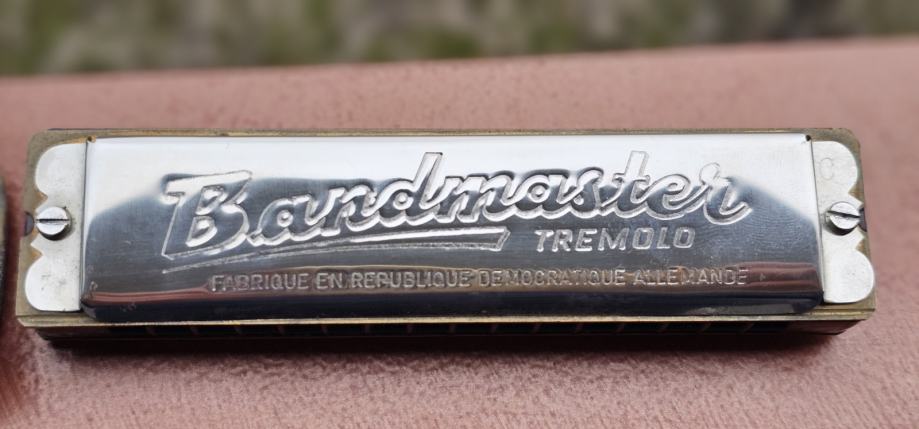 Bandmaster
TREMOLO
FABRIQUE EN REPUBLIQUE DEMOCRATIQUE ALLEMANDE
C